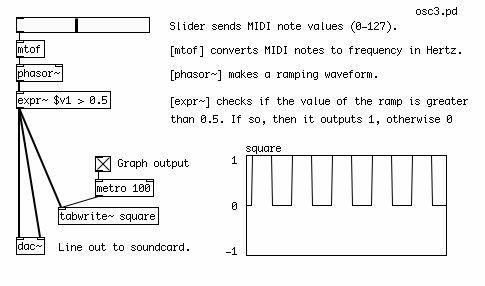 osc3.pd
Slider sends MIDI note values (0-127).
mtof
[mtof] converts MIDI notes to frequency in Hertz.
phasor~
[phasor~] makes a ramping waveform.
expr~ $v1 > 0.5
[expr~] checks if the value of the ramp is greater
than 0.5. If so, then it outputs 1, otherwise 0
Graph output
metro 100
tabwrite~ square
dac~
Line out to soundcard.
square
1
0
-1